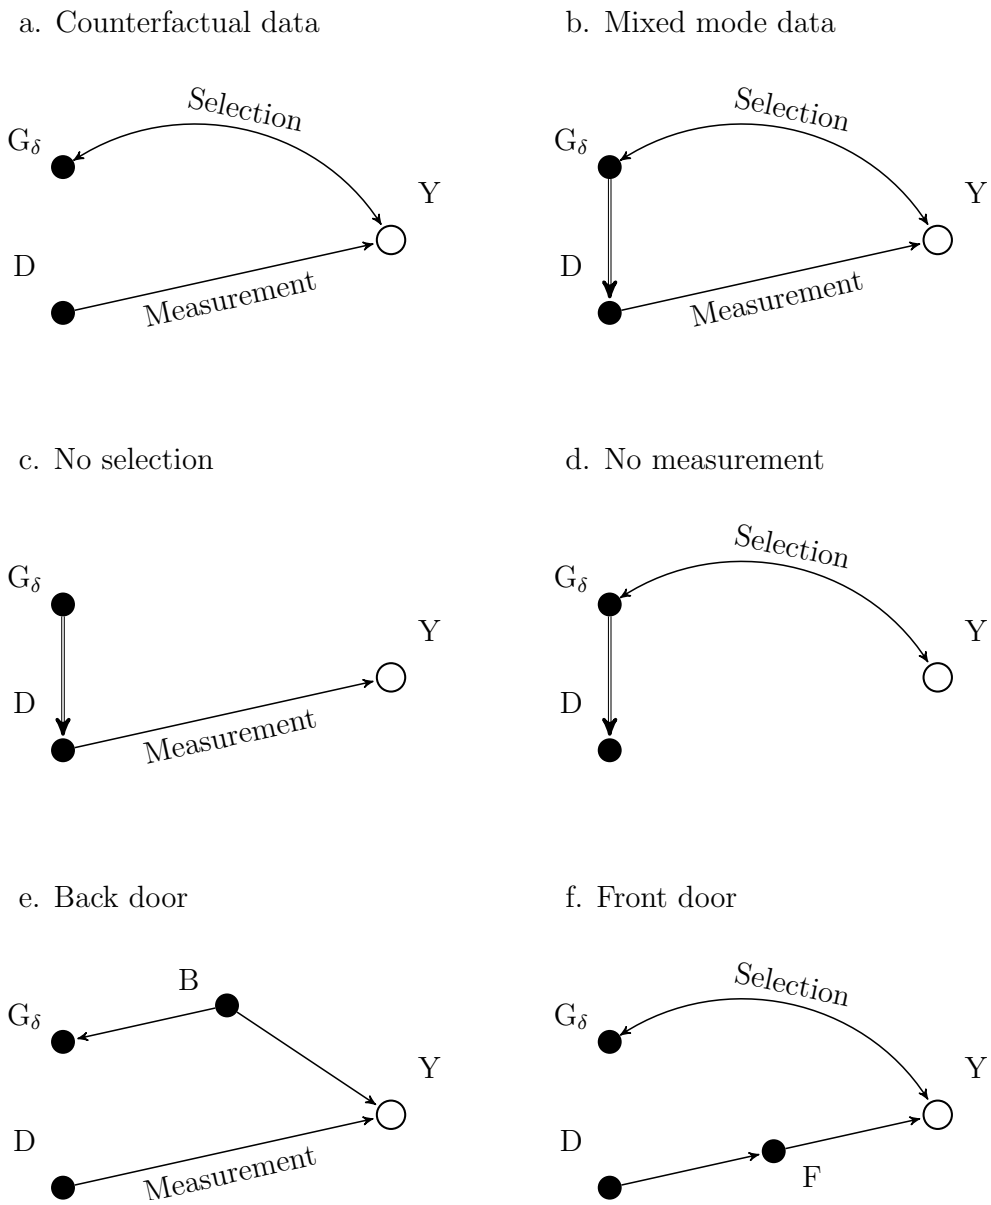 a. Counterfactual data
Selection
G_δ
Y
D
Measurement
b. Mixed mode data
Selection
G_δ
Y
D
Measurement
c. No selection
G_δ
Y
D
Measurement
d. No measurement
Selection
G_δ
Y
D
e. Back door
B
G_δ
Y
D
Measurement
f. Front door
Selection
G_δ
Y
D
F